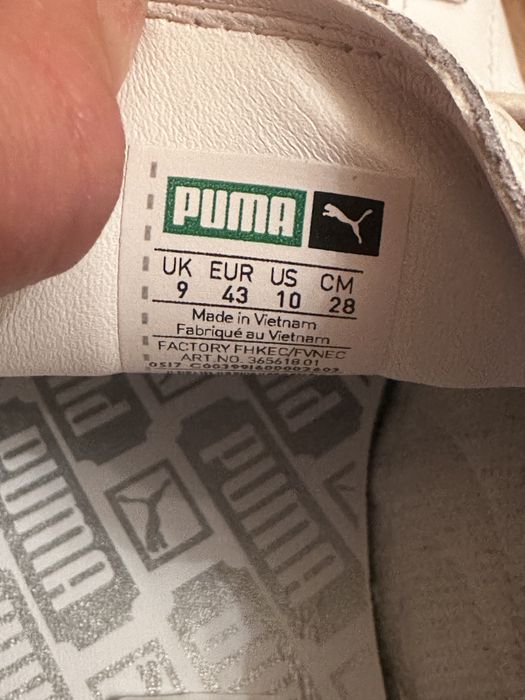 PUMA
UK EUR US CM
9 43 10 28
Made in Vietnam
Fabriqué au Vietnam
FACTORY FHKEC/FVNEC
ART.NO. 365618 01
PUMA
PUMA